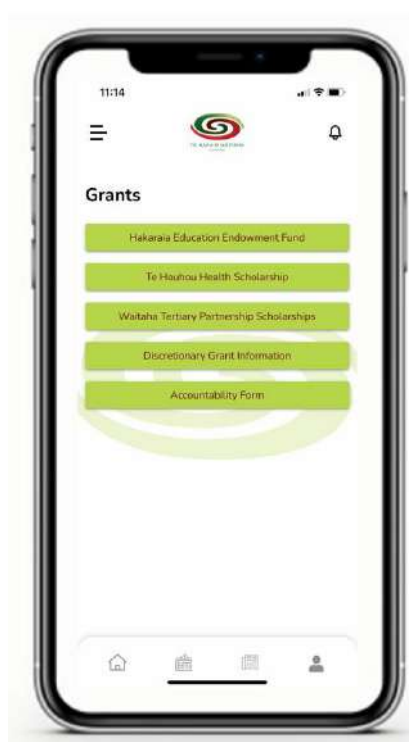 11:14
Grants
Hakaraia Education Endowment Fund
Te Houhou Health Scholarship
Waitaha Tertiary Partnership Scholarships
Discretionary Grant Information
Accountability Form